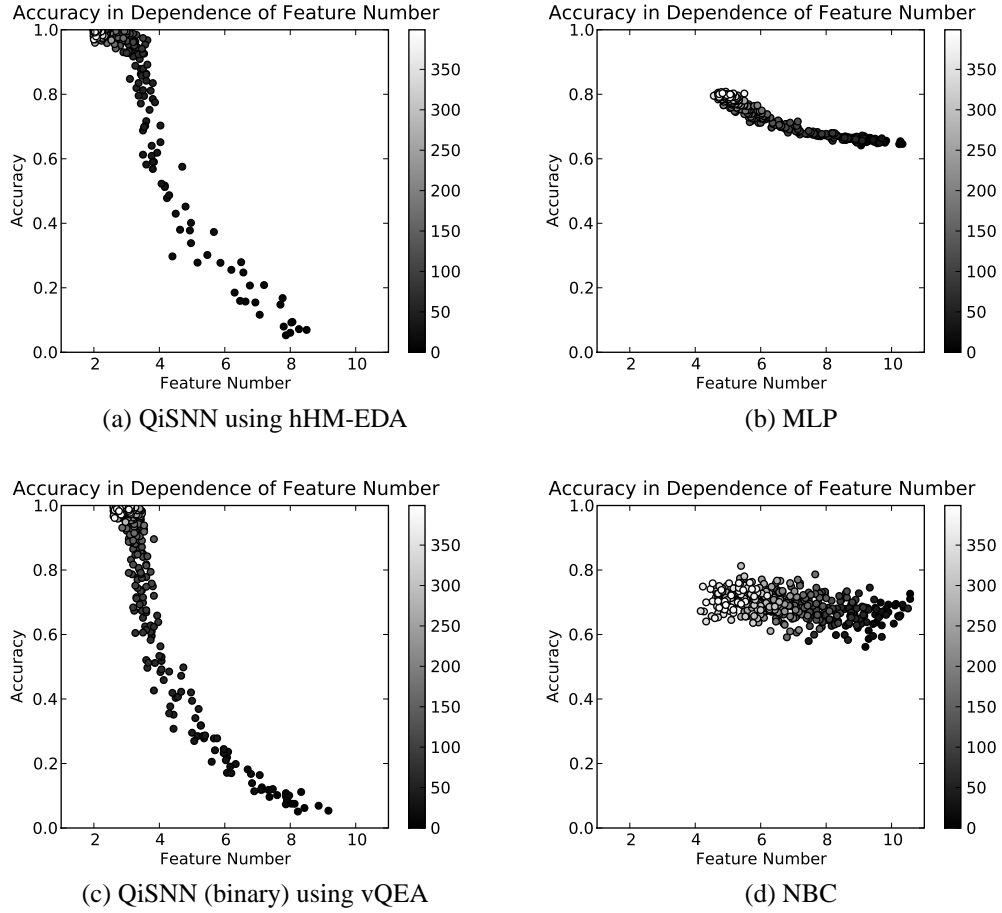 Accuracy in Dependence of Feature Number
1.0
0.8
0.6
0.4
0.2
0.0
Accuracy
2 4 6 8 10
Feature Number
350
300
250
200
150
100
50
0
(a) QiSNN using hHM-EDA
Accuracy in Dependence of Feature Number
1.0
0.8
0.6
0.4
0.2
0.0
Accuracy
2 4 6 8 10
Feature Number
350
300
250
200
150
100
50
0
(b) MLP
Accuracy in Dependence of Feature Number
1.0
0.8
0.6
0.4
0.2
0.0
Accuracy
2 4 6 8 10
Feature Number
350
300
250
200
150
100
50
0
(c) QiSNN (binary) using vQEA
Accuracy in Dependence of Feature Number
1.0
0.8
0.6
0.4
0.2
0.0
Accuracy
2 4 6 8 10
Feature Number
350
300
250
200
150
100
50
0
(d) NBC